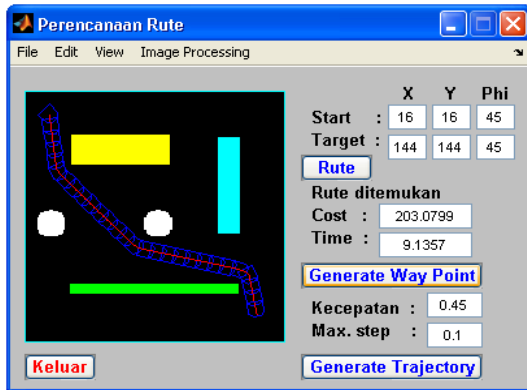 Perencanaan Rute
File Edit View Image Processing
X Y Phi
Start : 16 16 45
Target : 144 144 45
Rute
Rute ditemukan
Cost : 203.0799
Time : 9.1357
Generate Way Point
Kecepatan : 0.45
Max. step : 0.1
Keluar
Generate Trajectory